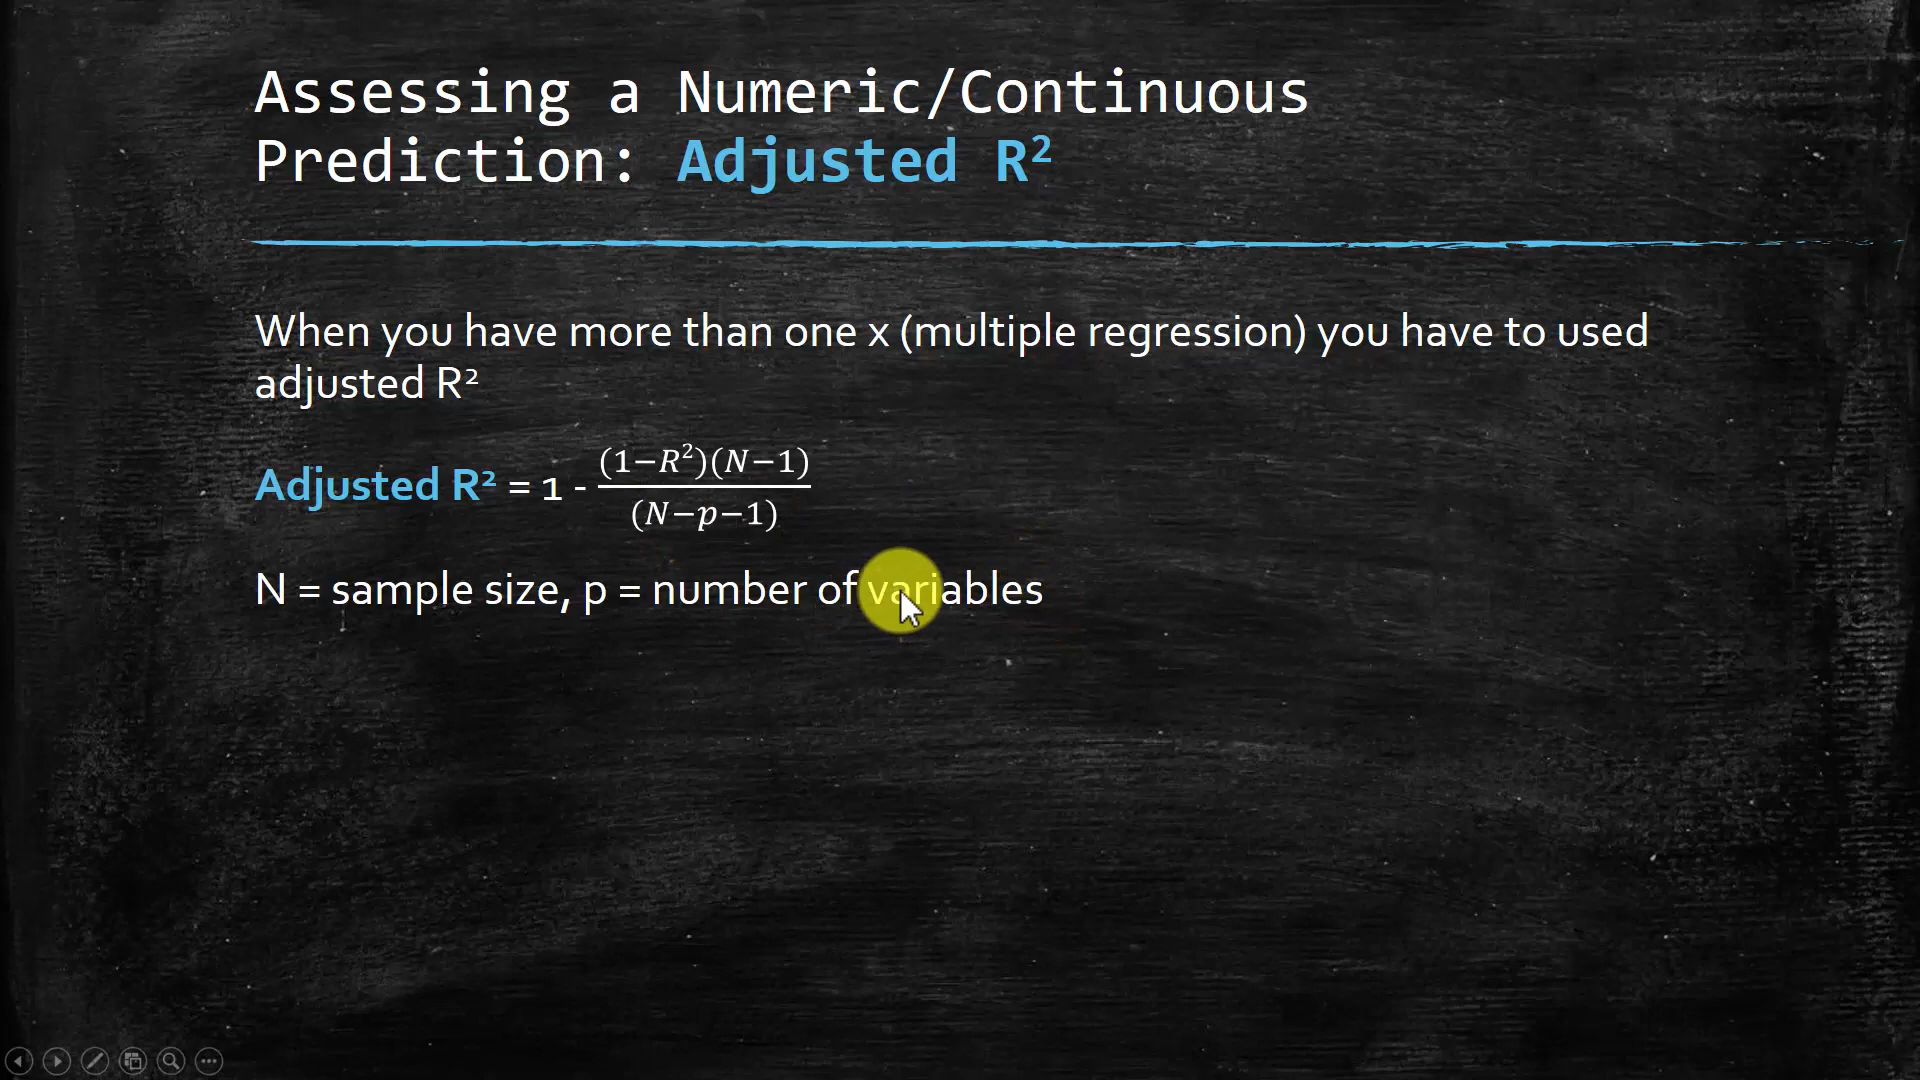 Assessing a Numeric/Continuous
Prediction: Adjusted R²
When you have more than one x (multiple regression) you have to used
adjusted R²
Adjusted R² = 1 - (1−R²)(N−1) / (N−p−1)
N = sample size, p = number of variables